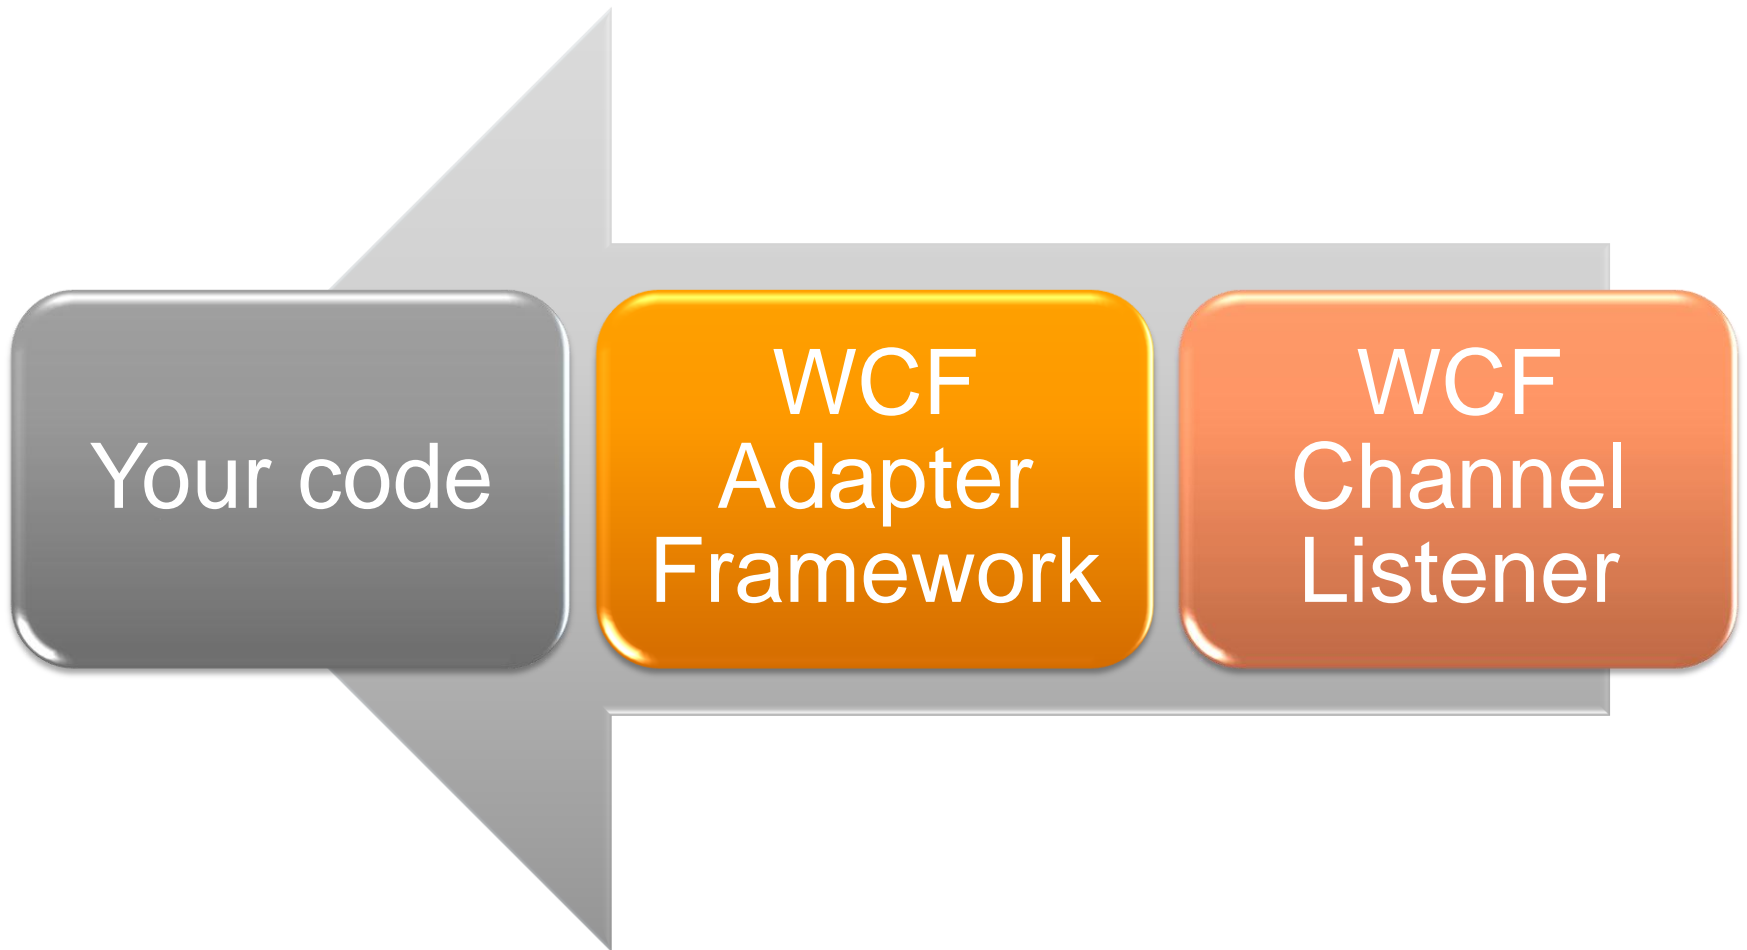 Your code
WCF
Adapter
Framework
WCF
Channel
Listener